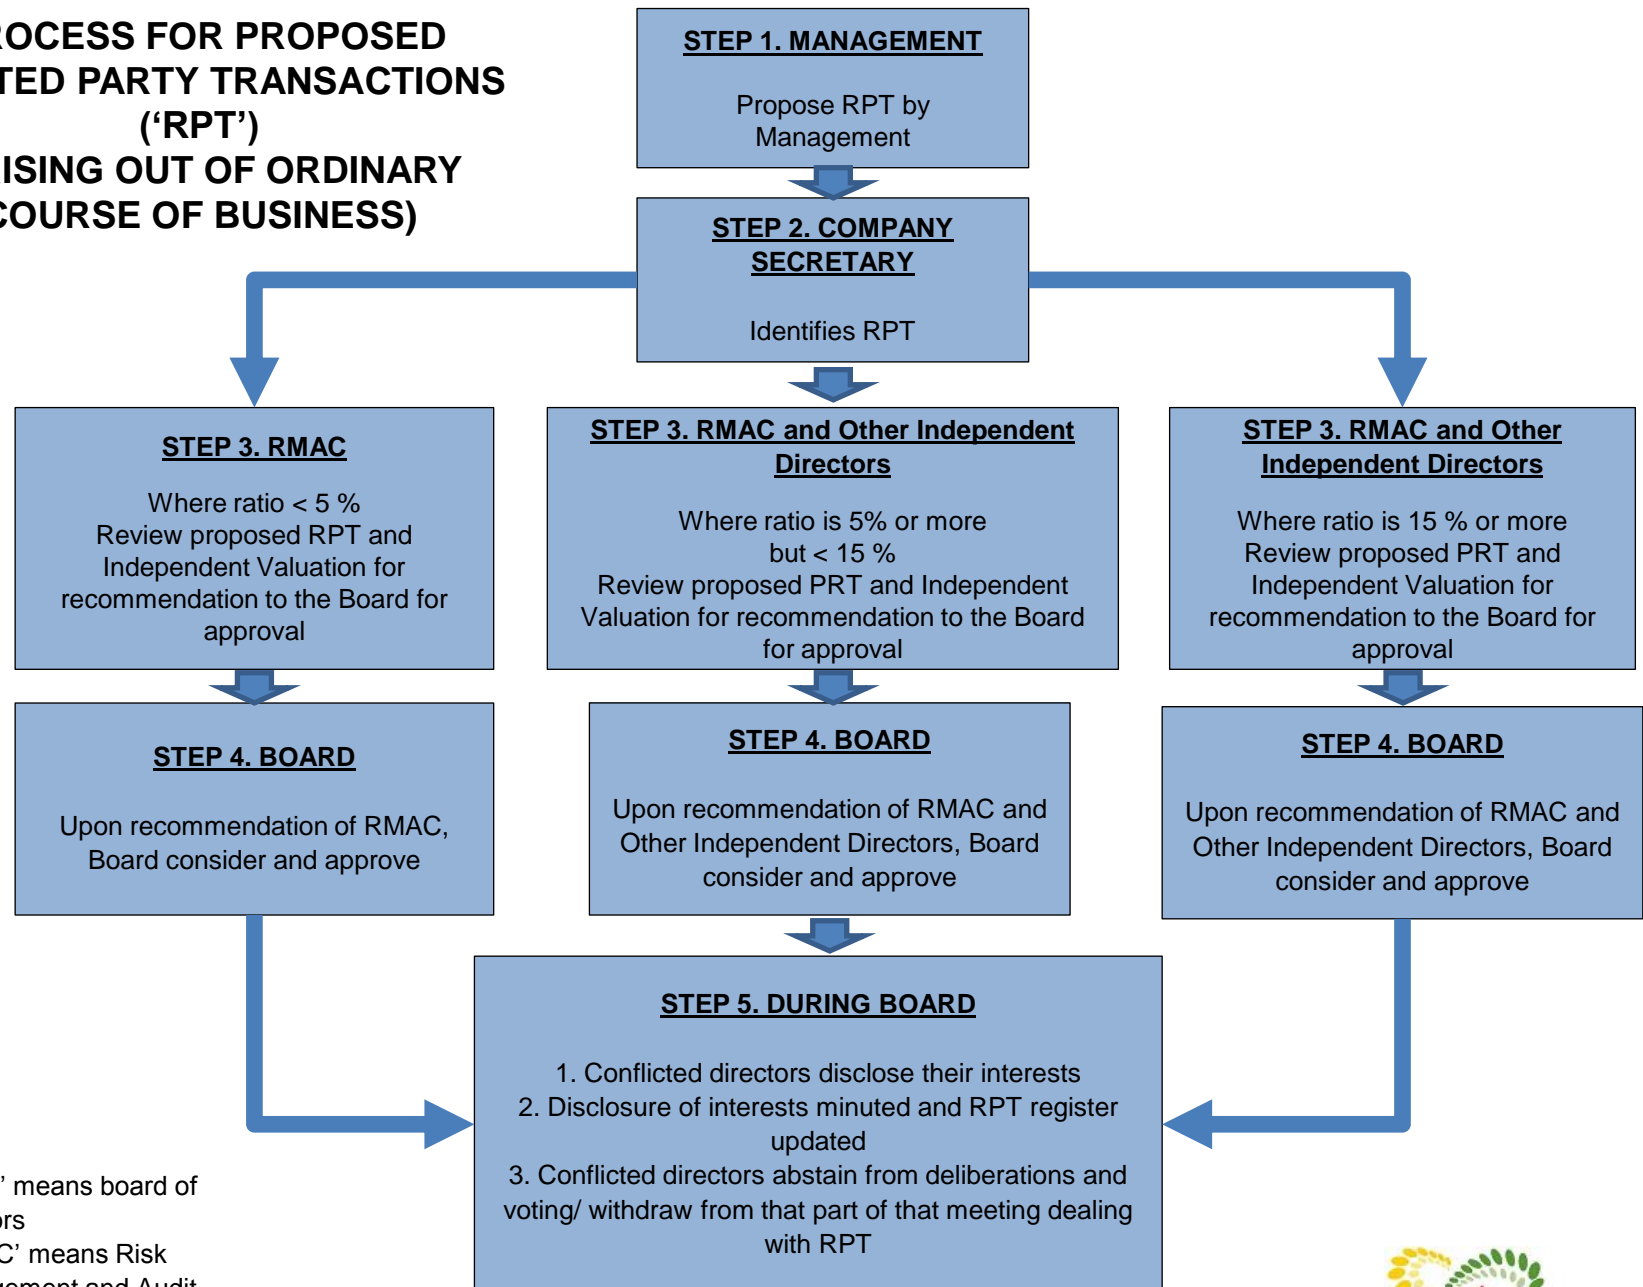 ROCESS FOR PROPOSED
TED PARTY TRANSACTIONS
(‘RPT’)
ISING OUT OF ORDINARY
COURSE OF BUSINESS)
STEP 1. MANAGEMENT
Propose RPT by
Management
STEP 2. COMPANY
SECRETARY
Identifies RPT
STEP 3. RMAC
Where ratio < 5 %
Review proposed RPT and
Independent Valuation for
recommendation to the Board for
approval
STEP 3. RMAC and Other Independent
Directors
Where ratio is 5% or more
but < 15 %
Review proposed PRT and Independent
Valuation for recommendation to the Board
for approval
STEP 3. RMAC and Other
Independent Directors
Where ratio is 15 % or more
Review proposed PRT and
Independent Valuation for
recommendation to the Board for
approval
STEP 4. BOARD
Upon recommendation of RMAC,
Board consider and approve
STEP 4. BOARD
Upon recommendation of RMAC and
Other Independent Directors, Board
consider and approve
STEP 4. BOARD
Upon recommendation of RMAC and
Other Independent Directors, Board
consider and approve
STEP 5. DURING BOARD
1. Conflicted directors disclose their interests
2. Disclosure of interests minuted and RPT register
updated
3. Conflicted directors abstain from deliberations and
voting/ withdraw from that part of that meeting dealing
with RPT
’ means board of
ors
C’ means Risk
gement and Audit